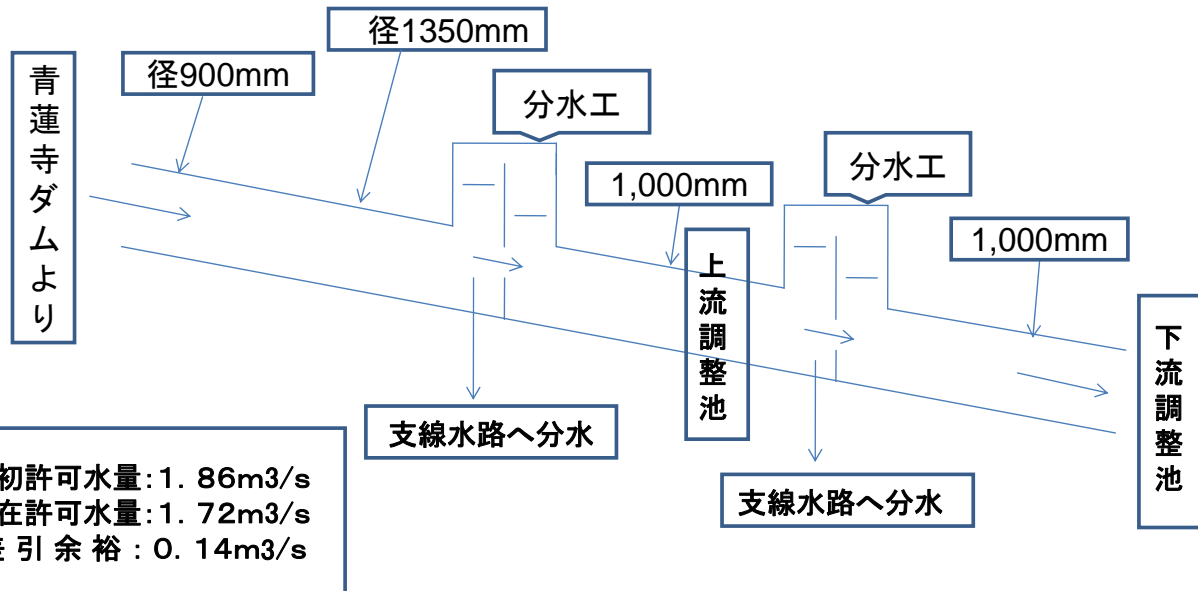 青蓮寺ダムより
径900mm
径1350mm
分水工
1,000mm
上流調整池
分水工
1,000mm
下流調整池
支線水路へ分水
支線水路へ分水
初許可水量:1.86m3/s
在許可水量:1.72m3/s
引余裕:0.14m3/s